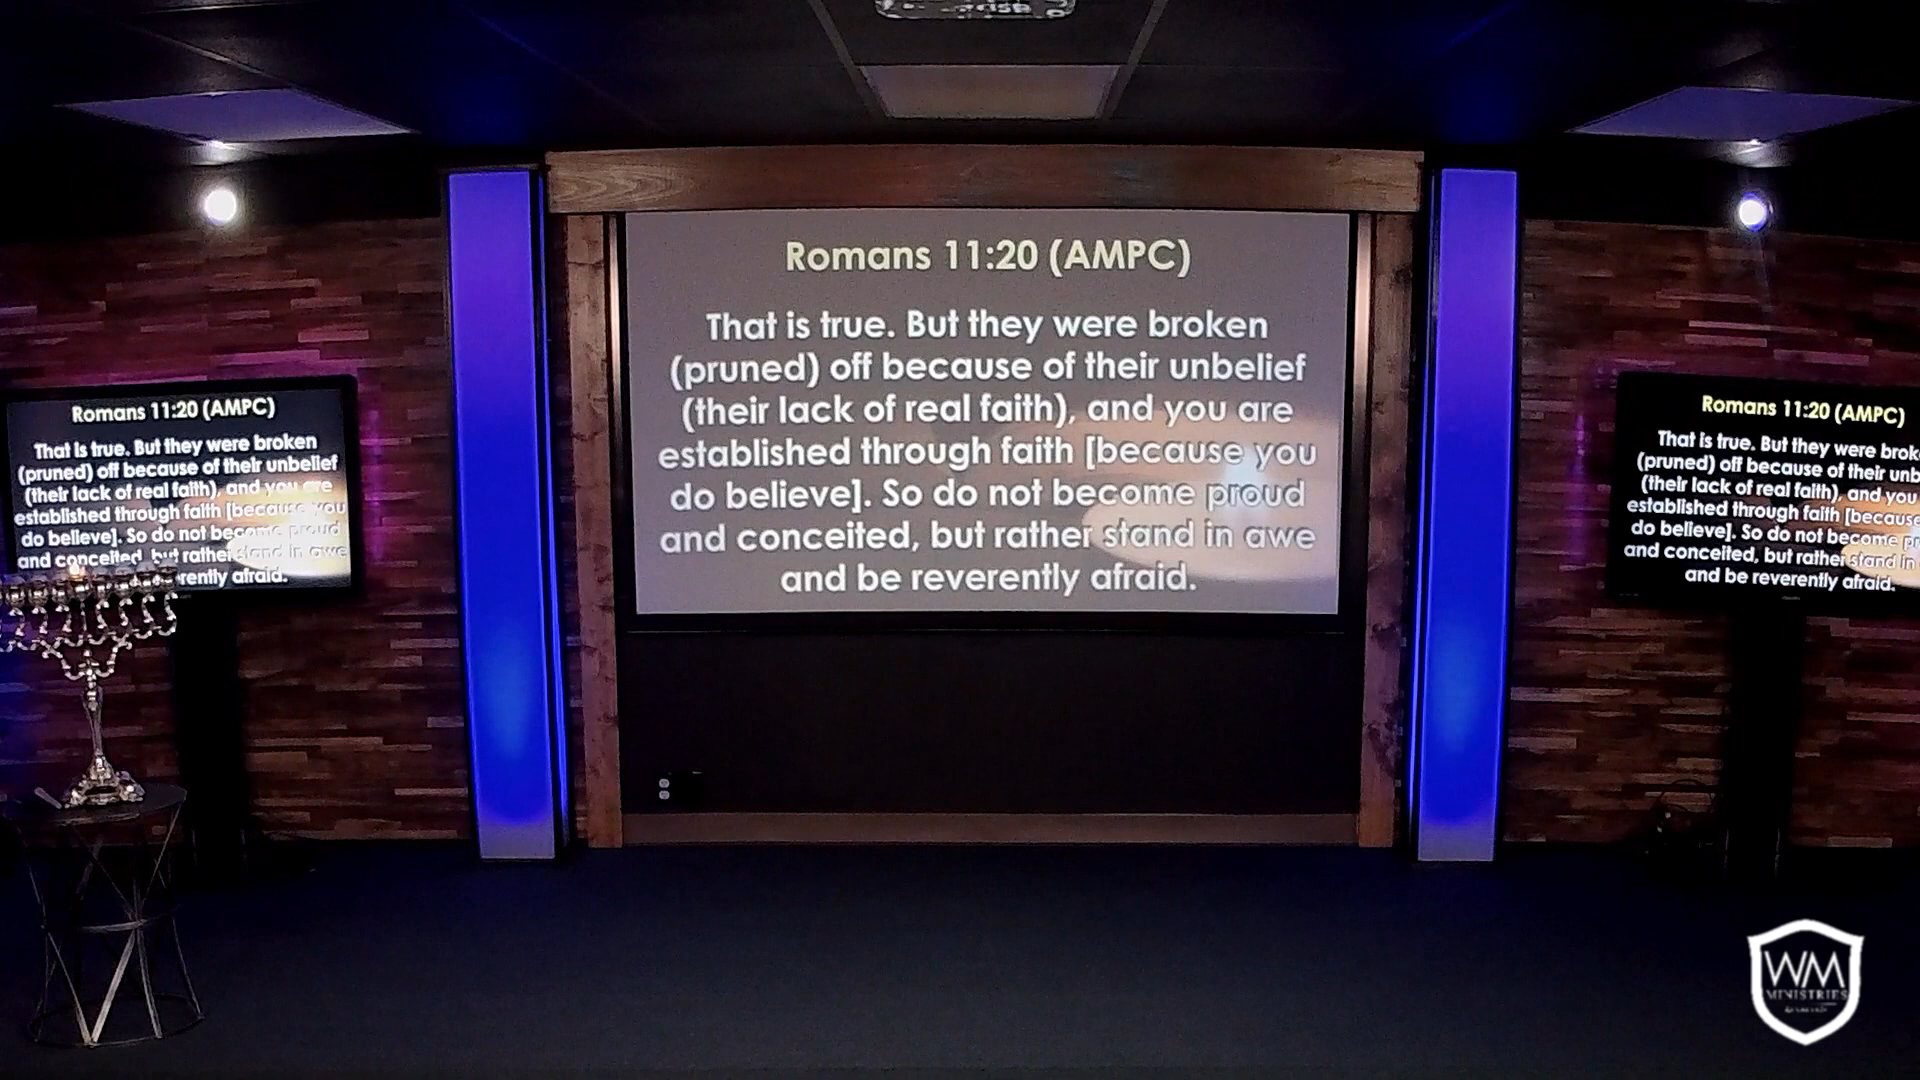 Romans 11:20 (AMPC)
That is true. But they were broken
(pruned) off because of their unbelief
(their lack of real faith), and you are
established through faith [because you
do believe]. So do not become proud
and conceited, but rather stand in awe
and be reverently afraid.
Romans 11:20 (AMPC)
That is true. But they were broken
(pruned) off because of their unbelief
(their lack of real faith), and you are
established through faith [because you
do believe]. So do not become proud
and conceited, but rather stand in awe
rently afraid.
Romans 11:20 (AMPC)
That is true. But they were brok
(pruned) off because of their unb
(their lack of real faith), and you
established through faith [because
do believe]. So do not become pr
and conceited, but rather stand in
and be reverently afraid.
WM
MINISTRIES